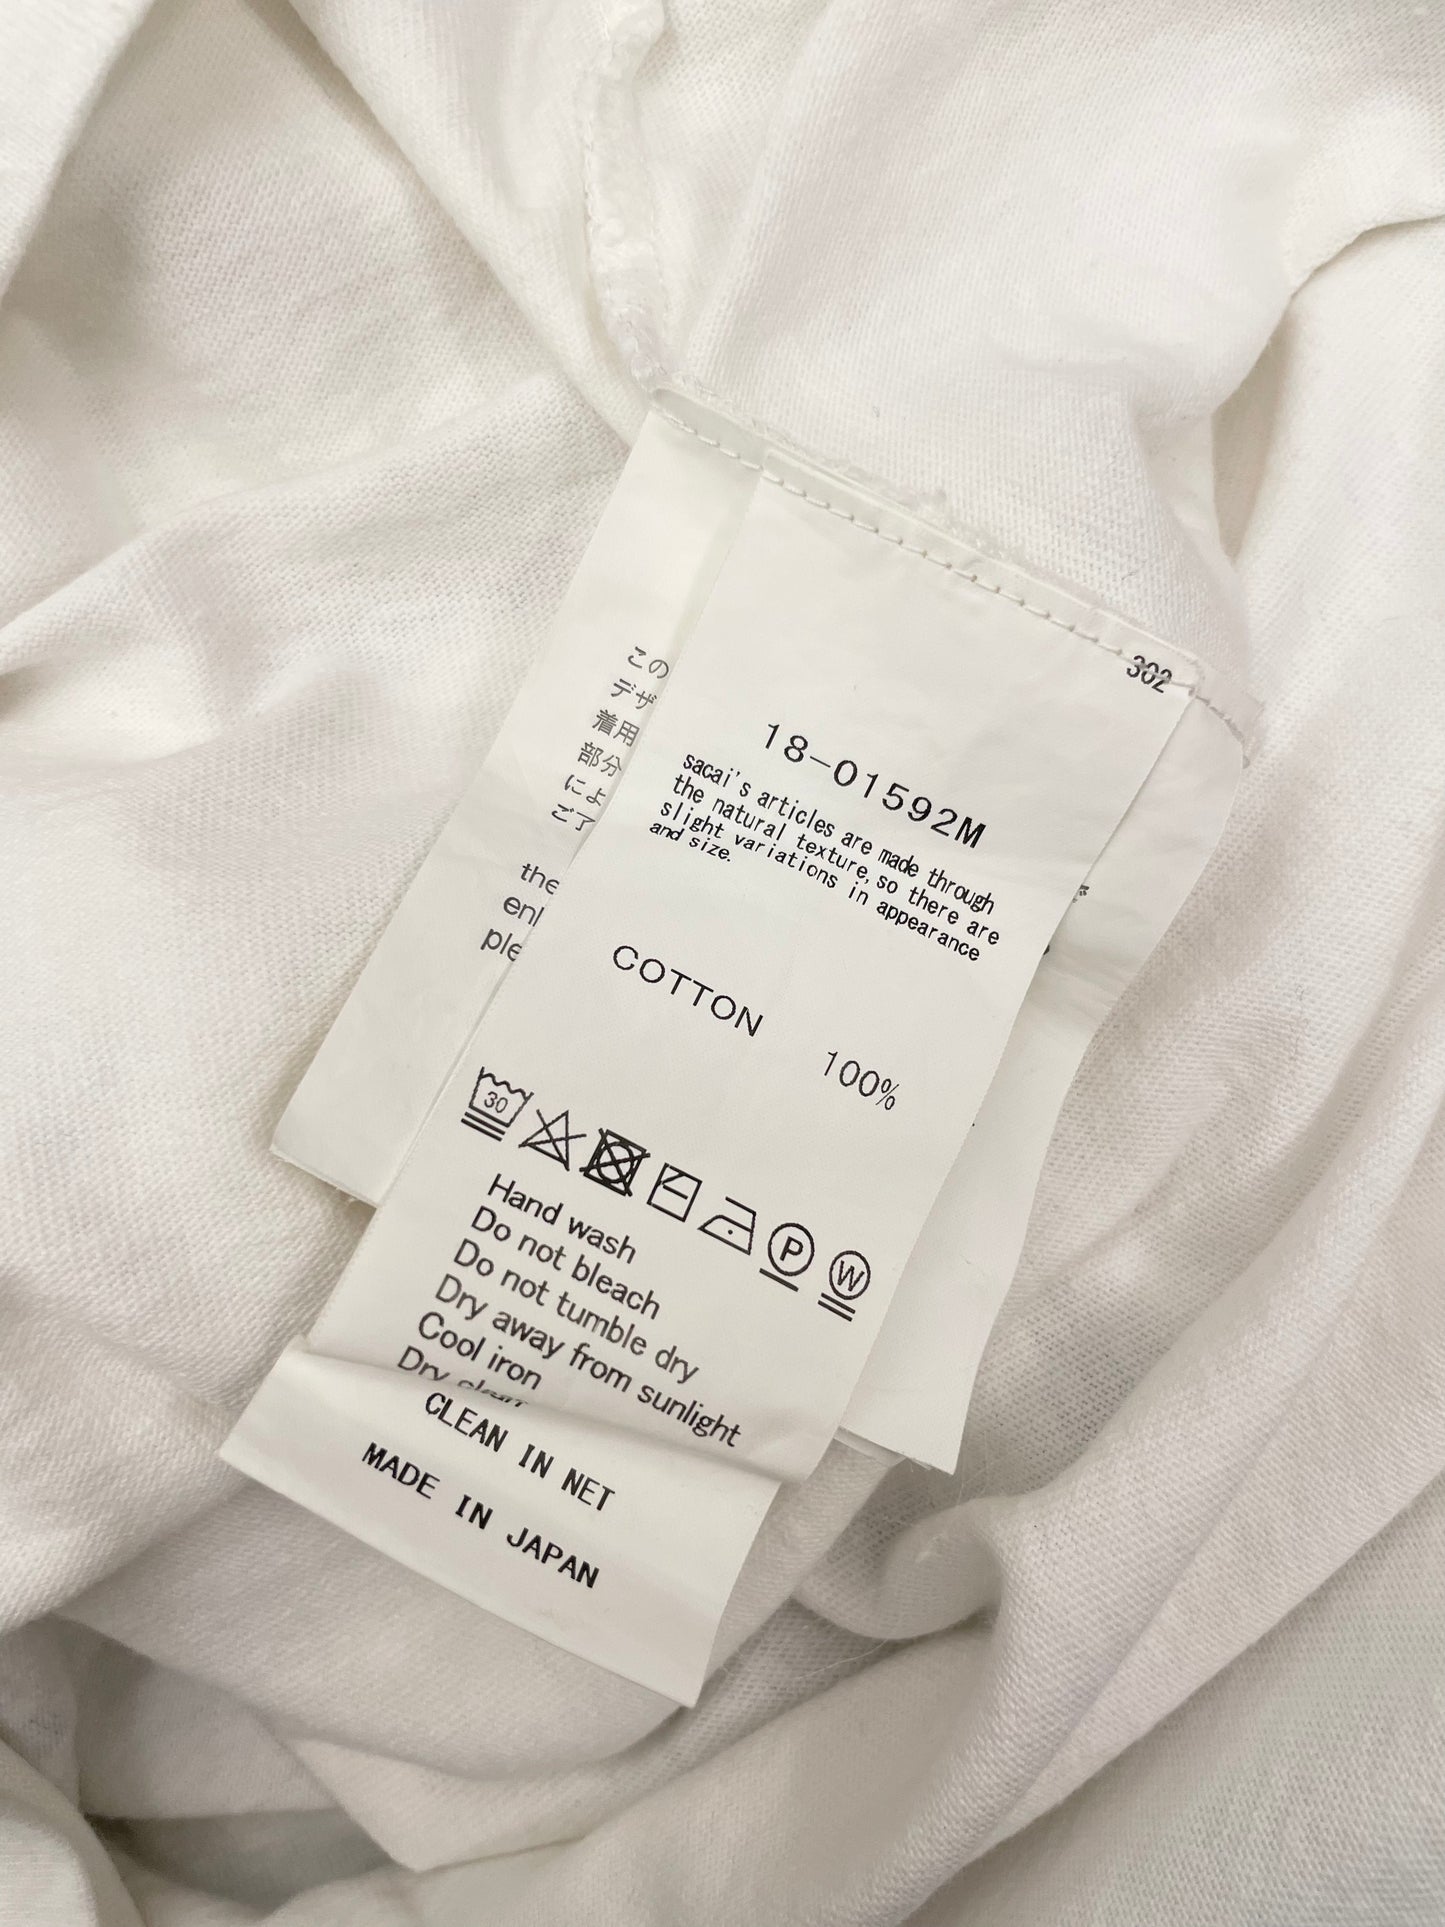 この
デザ
着用
部分
によ
ご了
the
enl
ple
302
18-01592M
sacai's articles are made through
the natural texture, so there are
slight variations in appearance
and size.
COTTON
100%
30
P
W
Hand wash
Do not bleach
Do not tumble dry
Dry away from sunlight
Cool iron
Dry clean
CLEAN IN NET
MADE IN JAPAN